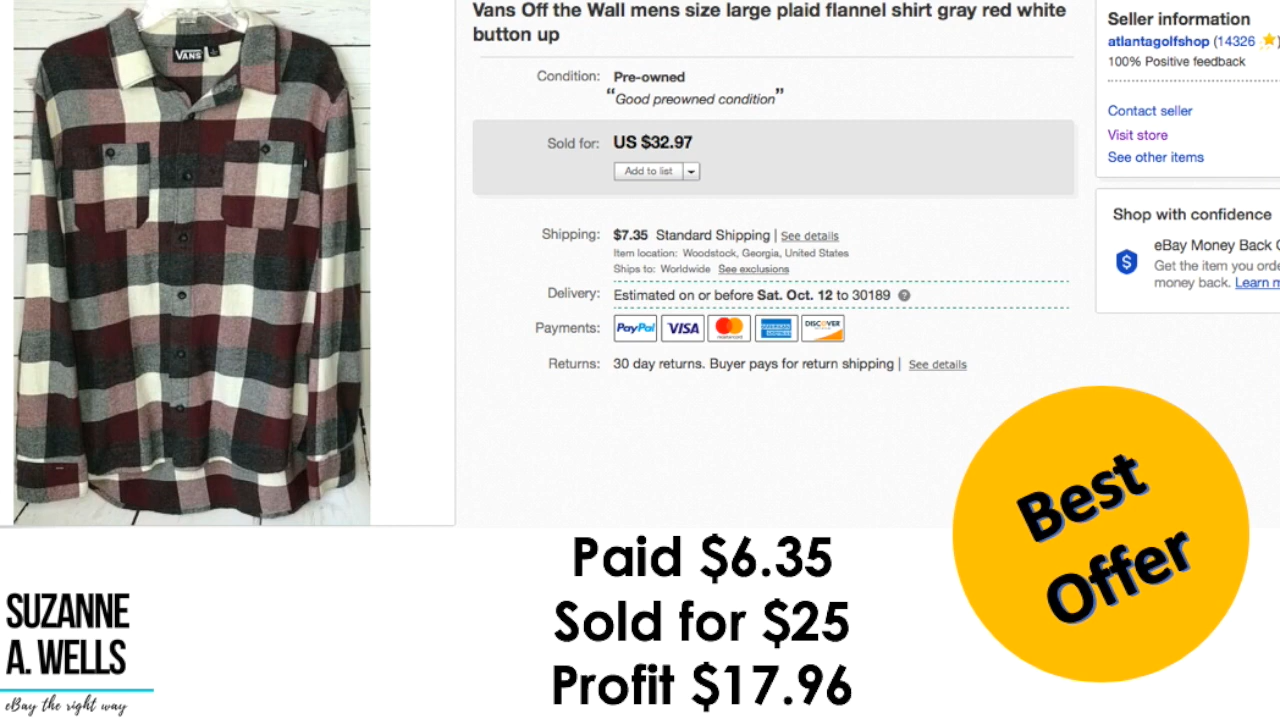 VANS
Vans Off the Wall mens size large plaid flannel shirt gray red white
button up
Condition: Pre-owned
“Good preowned condition”
Sold for: US $32.97
Add to list
Shipping: $7.35 Standard Shipping | See details
Item location: Woodstock, Georgia, United States
Ships to: Worldwide See exclusions
Delivery: Estimated on or before Sat. Oct. 12 to 30189 ?
Payments: PayPal VISA mastercard DISCOVER
Returns: 30 day returns. Buyer pays for return shipping | See details
Seller information
atlantagolfshop (14326
100% Positive feedback
Contact seller
Visit store
See other items
Shop with confidence
eBay Money Back
$
Get the item you
money back. Learn
Best
Offer
Paid $6.35
Sold for $25
Profit $17.96
SUZANNE
A. WELLS
eBay the right way